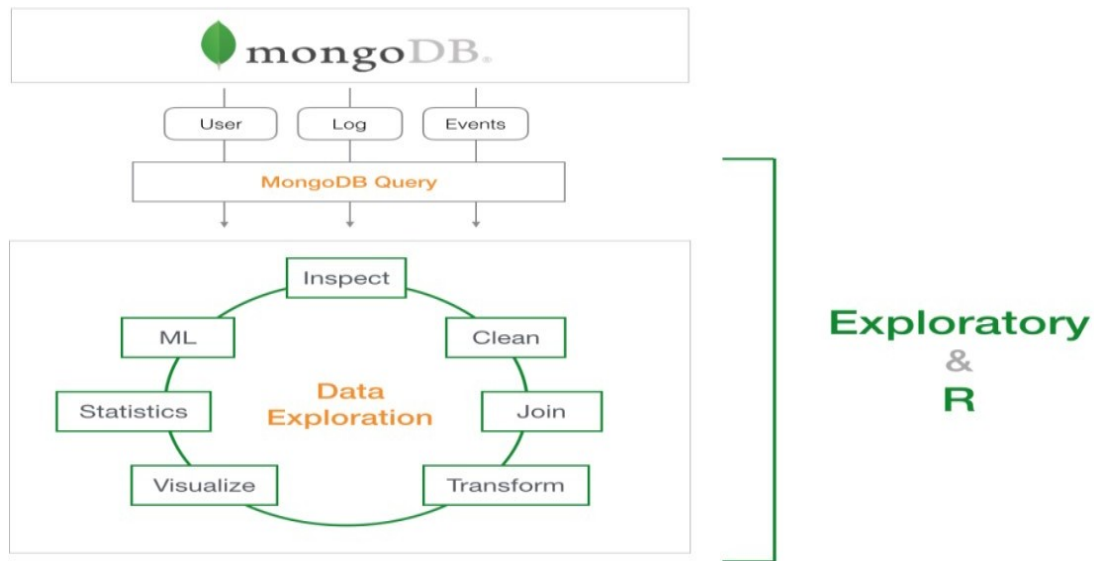 mongoDB®
User
Log
Events
MongoDB Query
Inspect
ML
Clean
Data
Exploration
Statistics
Join
Visualize
Transform
Exploratory
&
R